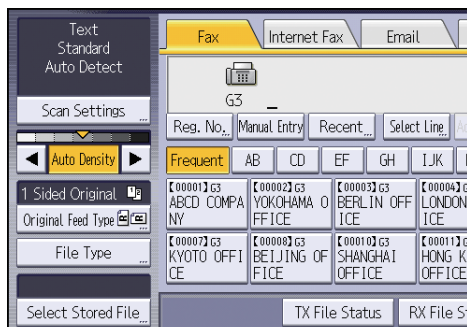 Text
Standard
Auto Detect
Scan Settings
Auto Density
1 Sided Original
Original Feed Type
File Type
Select Stored File
Fax
Internet Fax
Email
G3 _
Reg. No.
Manual Entry
Recent
Select Line
Frequent
AB
CD
EF
GH
IJK
【00001】G3
ABCD COMPA
NY
【00002】G3
YOKOHAMA O
FFICE
【00003】G3
BERLIN OFF
ICE
【00004】G
LONDON
ICE
【00007】G3
KYOTO OFFI
CE
【00008】G3
BEIJING OF
FICE
【00010】G3
SHANGHAI
OFFICE
【00011】G
HONG K
OFFICE
TX File Status
RX File S